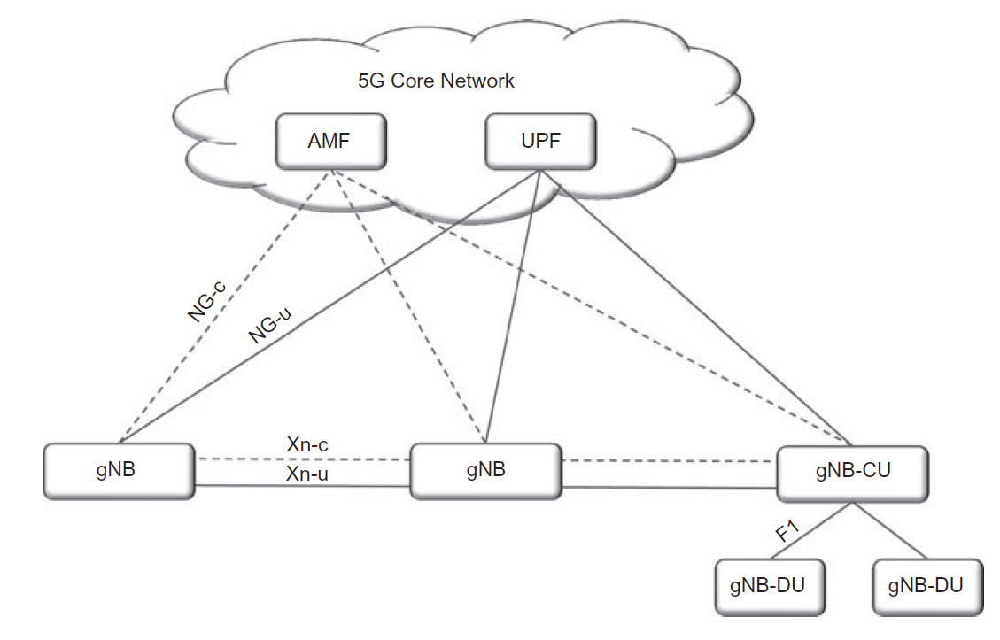 5G Core Network
AMF
UPF
NG-c
NG-u
Xn-c
Xn-u
gNB
gNB
gNB-CU
F1
gNB-DU
gNB-DU